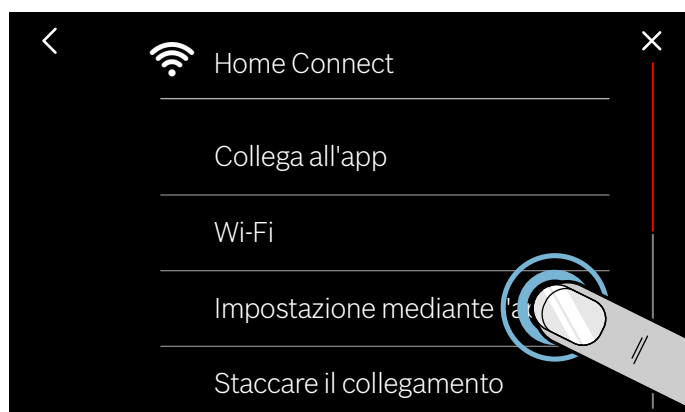 Home Connect
Collega all'app
Wi-Fi
Impostazione mediante
Staccare il collegamento